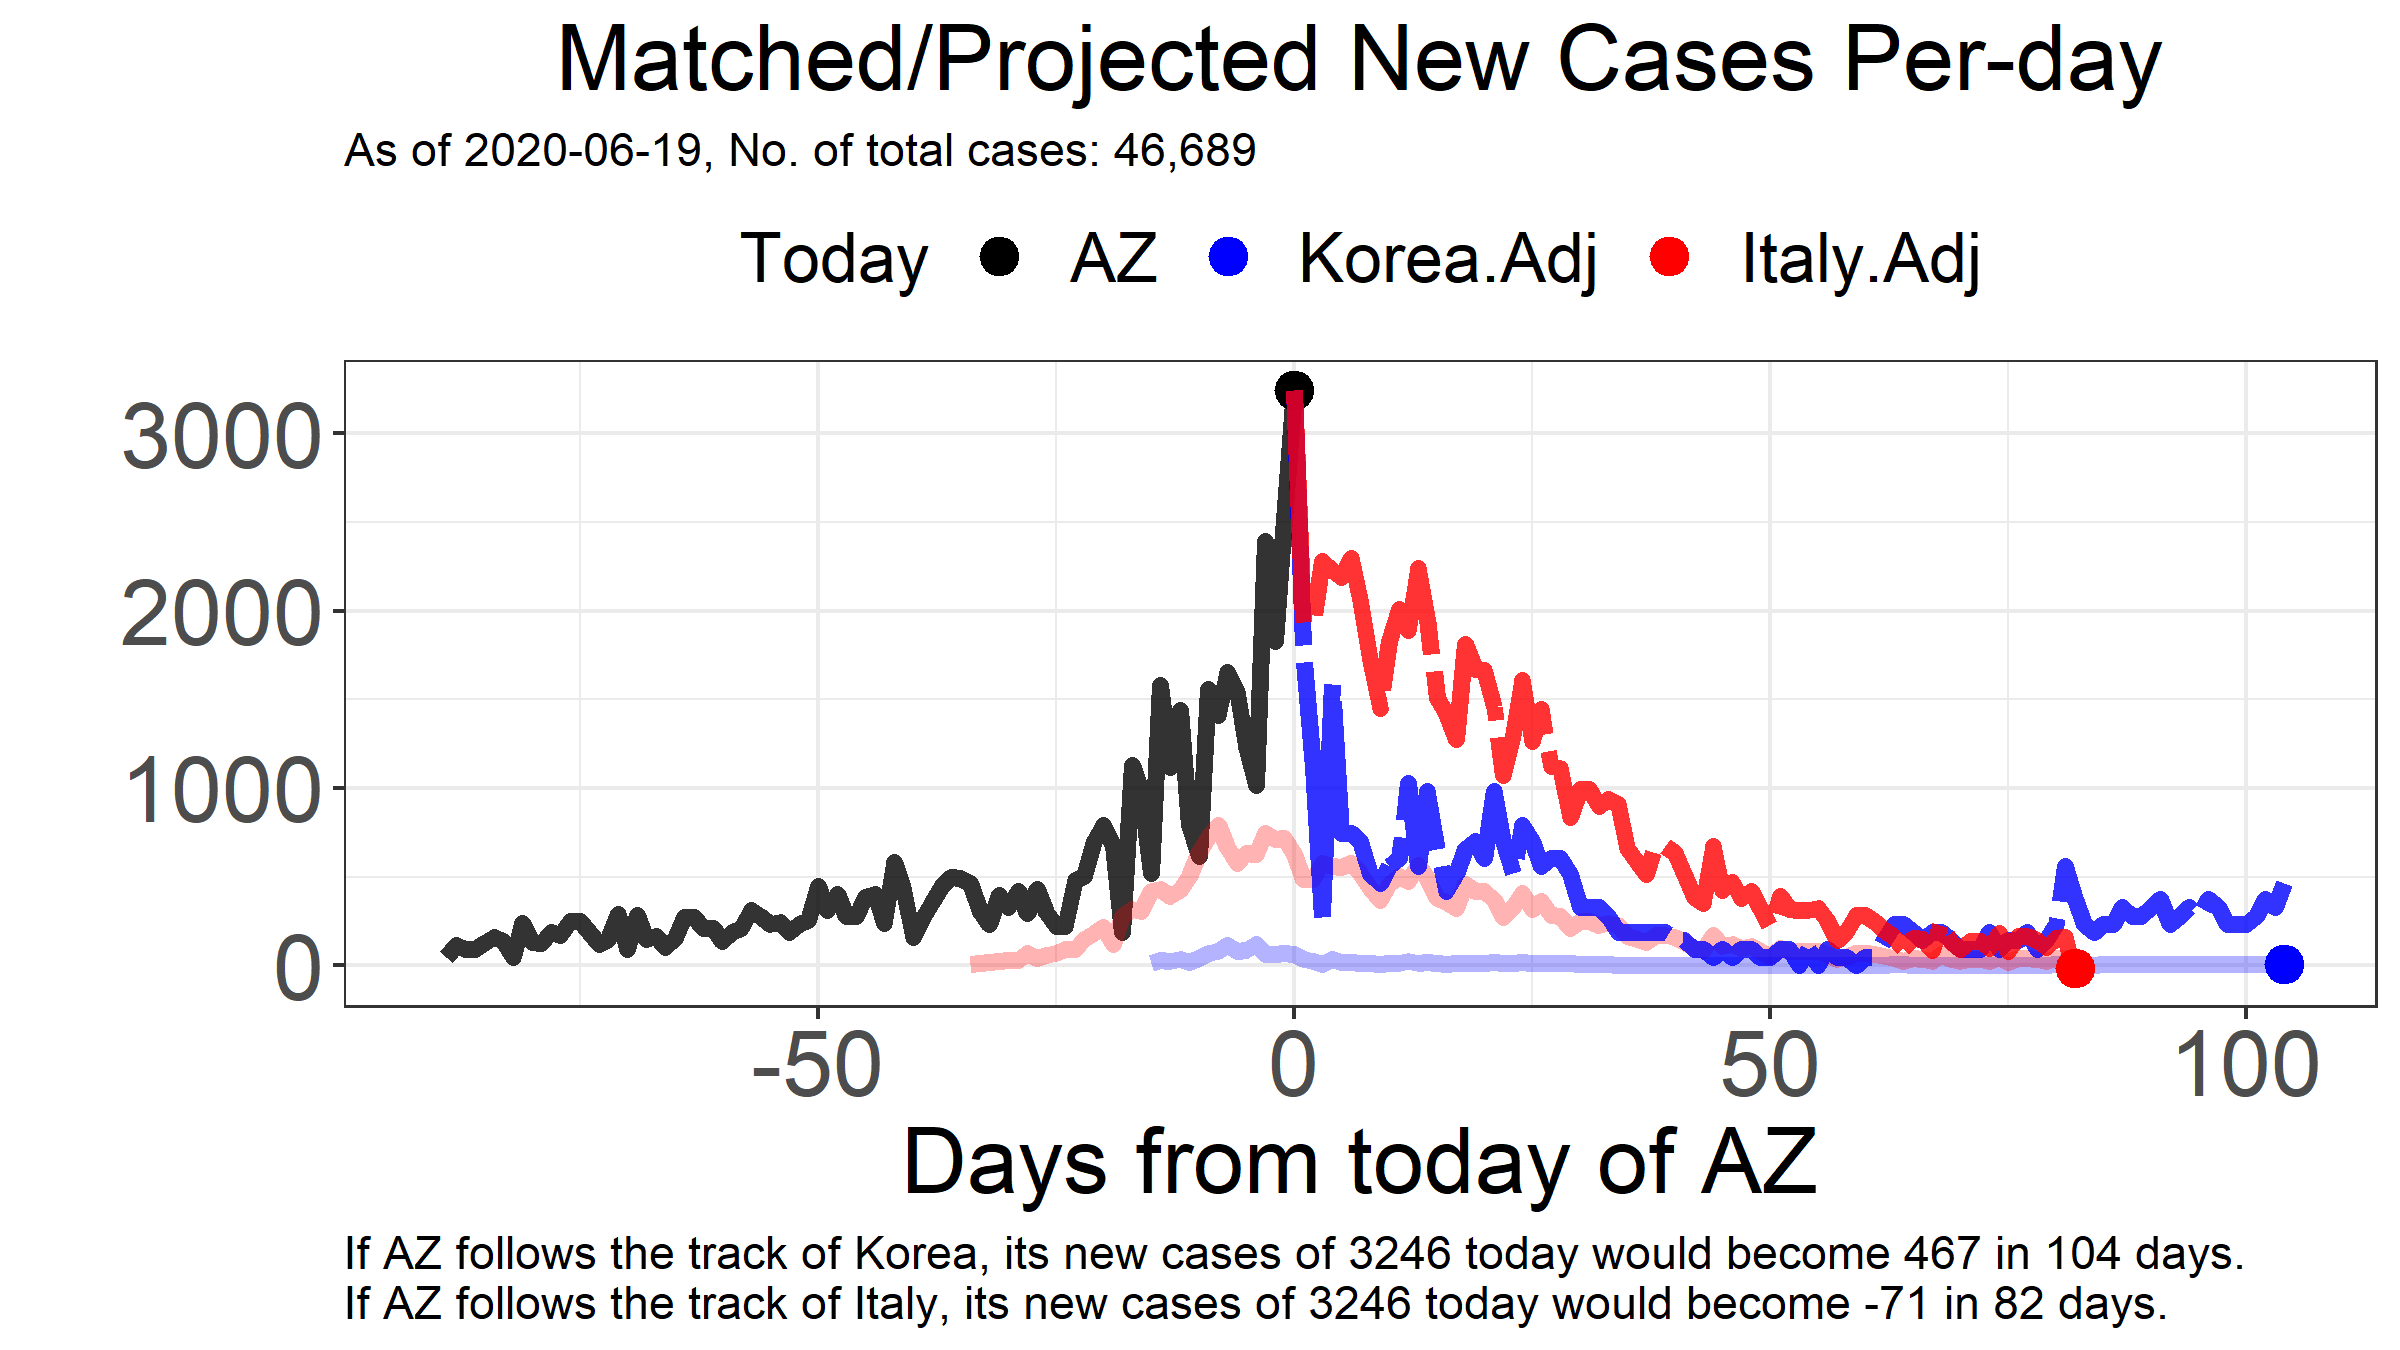 Matched/Projected New Cases Per-day
As of 2020-06-19, No. of total cases: 46,689
Today AZ Korea.Adj Italy.Adj
3000
2000
1000
0
-50 0 50 100
Days from today of AZ
If AZ follows the track of Korea, its new cases of 3246 today would become 467 in 104 days.
If AZ follows the track of Italy, its new cases of 3246 today would become -71 in 82 days.